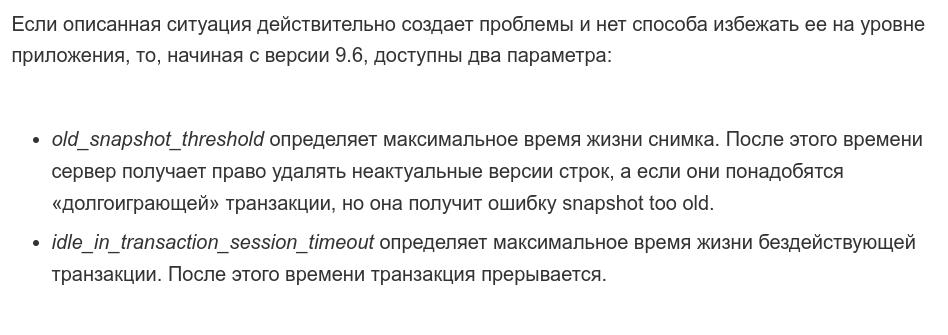 Если описанная ситуация действительно создает проблемы и нет способа избежать ее на уровне
приложения, то, начиная с версии 9.6, доступны два параметра:
• old_snapshot_threshold определяет максимальное время жизни снимка. После этого времени
сервер получает право удалять неактуальные версии строк, а если они понадобятся
«долгоиграющей» транзакции, но она получит ошибку snapshot too old.
• idle_in_transaction_session_timeout определяет максимальное время жизни бездействующей
транзакции. После этого времени транзакция прерывается.